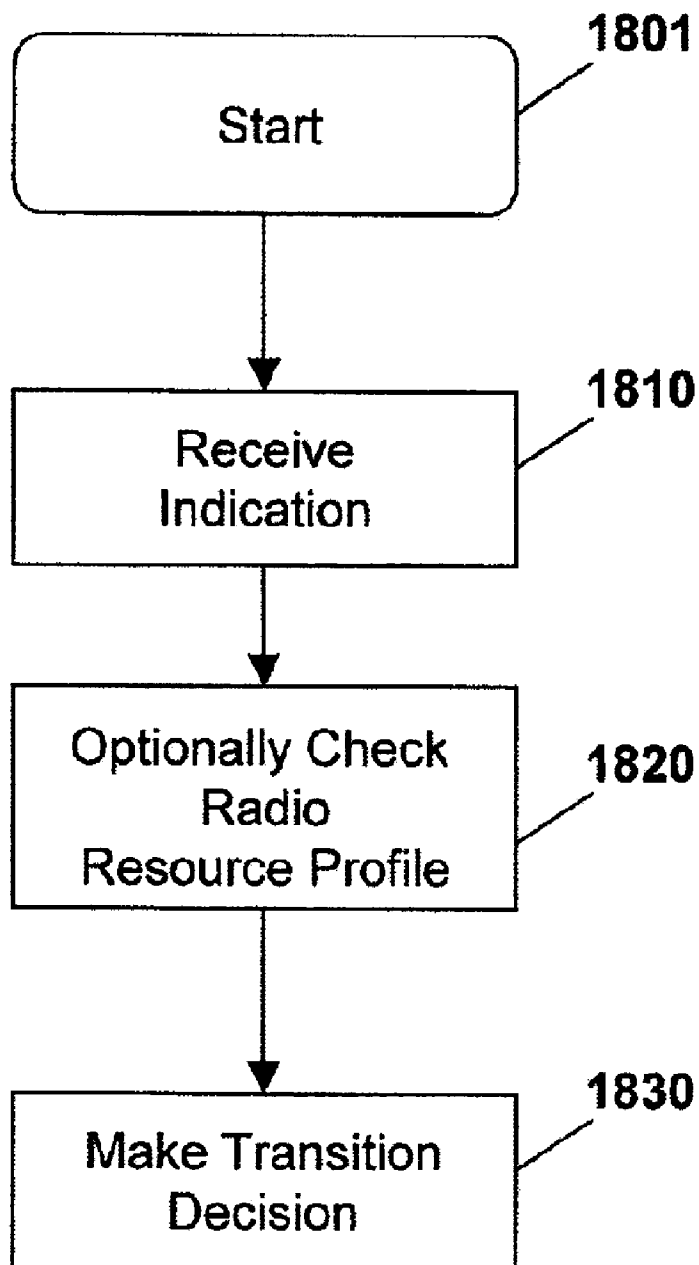 1801
Start
1810
Receive
Indication
1820
Optionally Check
Radio
Resource Profile
1830
Make Transition
Decision